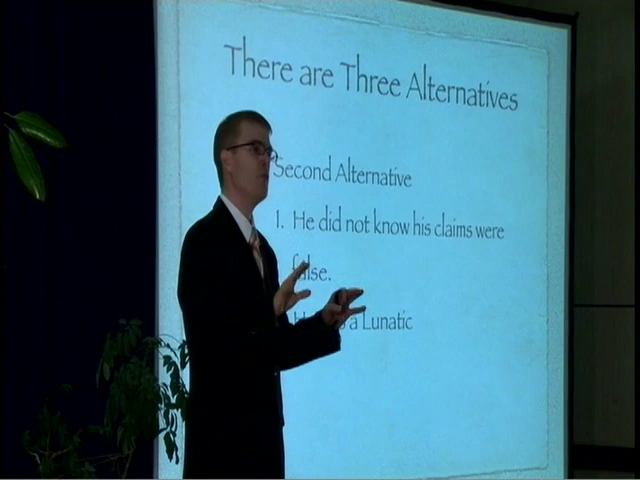 There are Three Alternatives
Second Alternative
1. He did not know his claims were
false.
a Lunatic